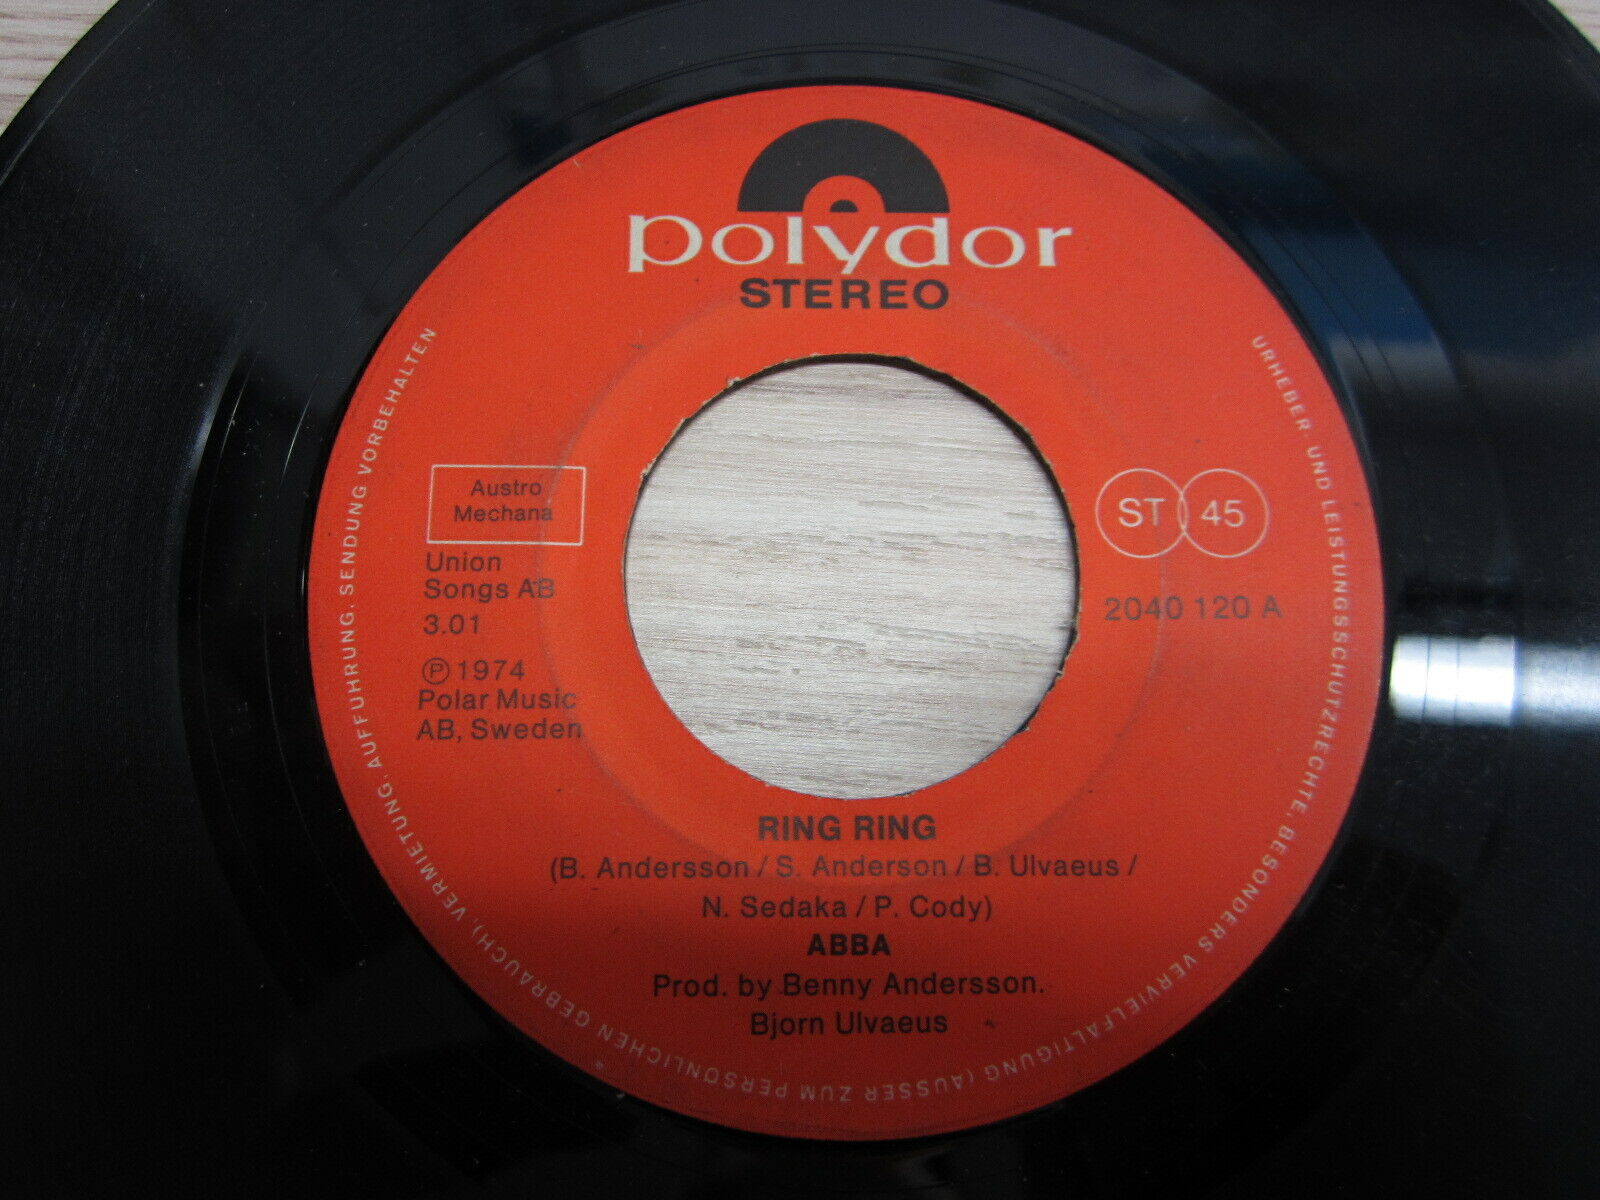 polydor
STEREO
Austro
Mechana
Union
Songs AB
3.01
℗ 1974
Polar Music
AB, Sweden
ST 45
2040 120 A
RING RING
(B. Andersson / S. Anderson / B. Ulvaeus /
N. Sedaka / P. Cody)
ABBA
Prod. by Benny Andersson.
Bjorn Ulvaeus
URHEBER- UND LEISTUNGSSCHUTZRECHTE, BESONDERS VERVIELFÄLTIGUNG (AUSSER ZUM PERSÖNLICHEN GEBRAUCH), VERMIETUNG, AUFFÜHRUNG, SENDUNG VORBEHALTEN